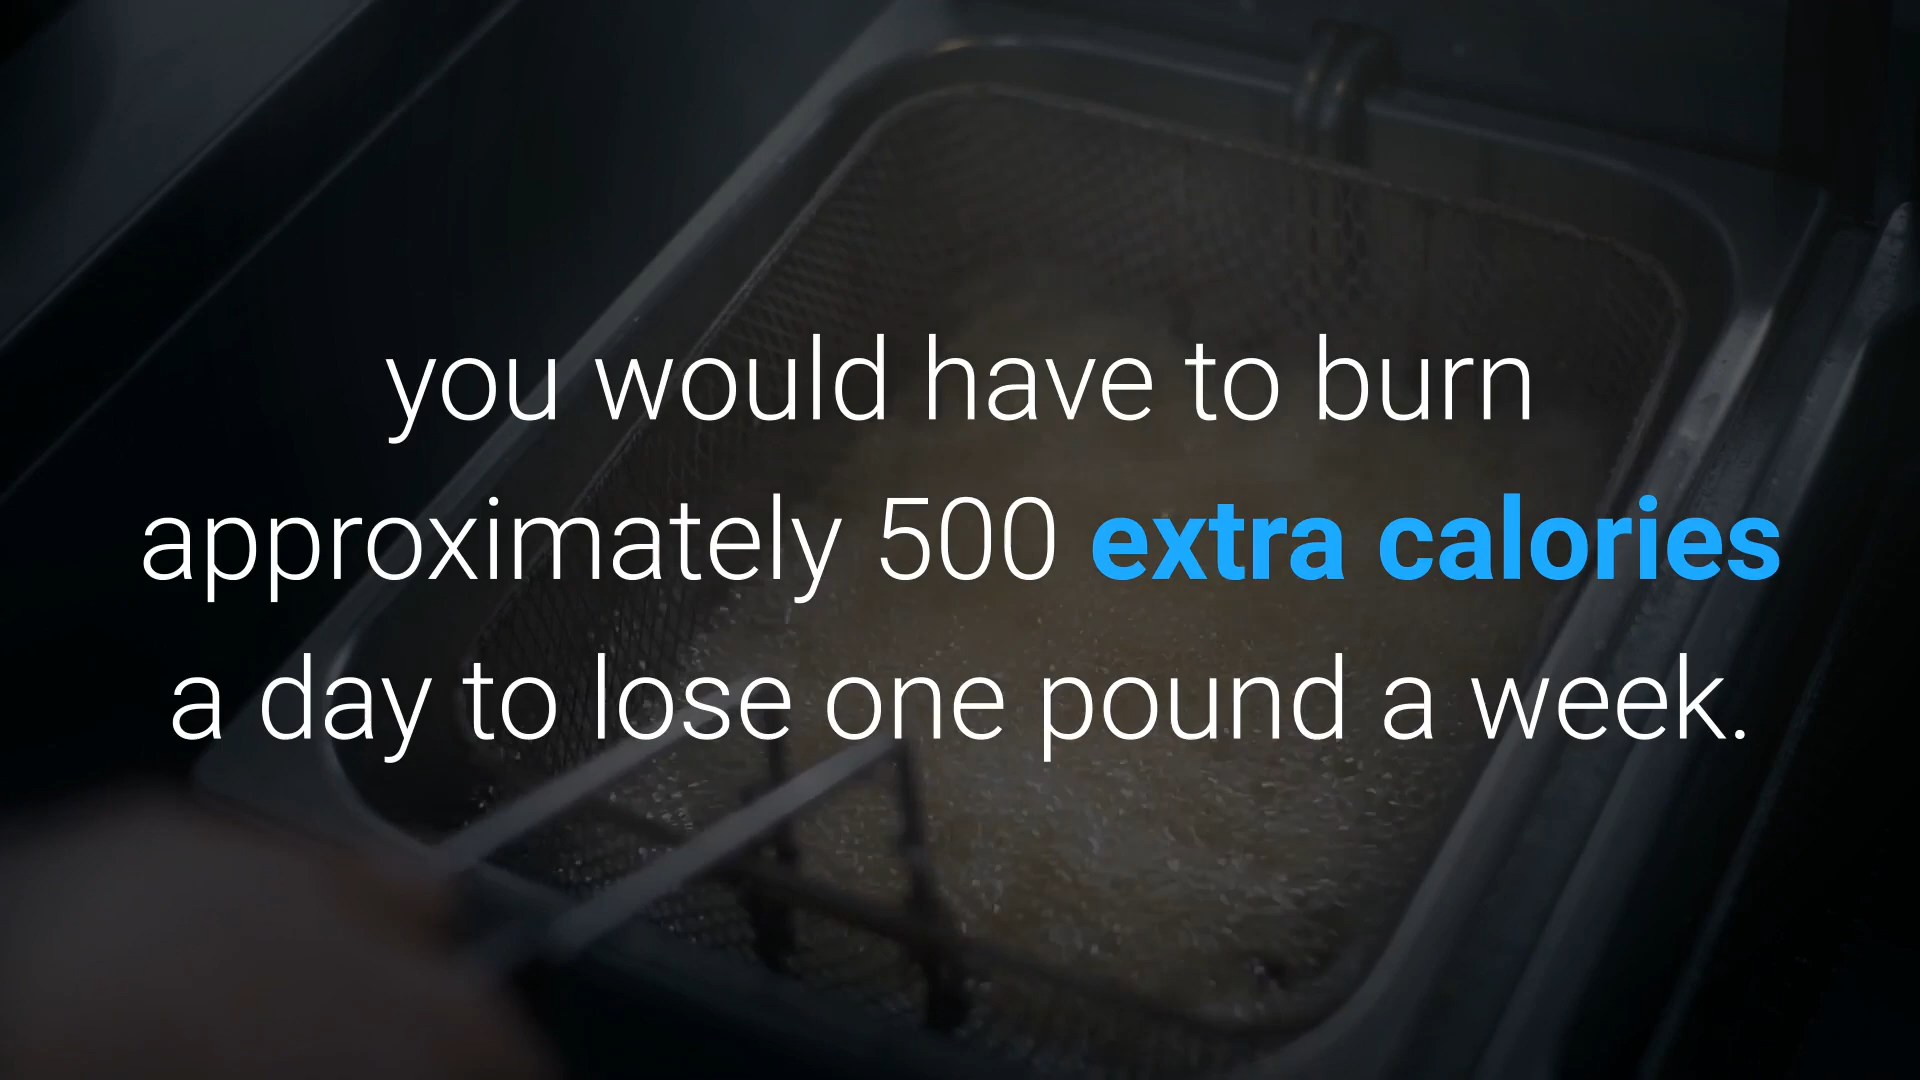 you would have to burn
approximately 500 extra calories
a day to lose one pound a week.